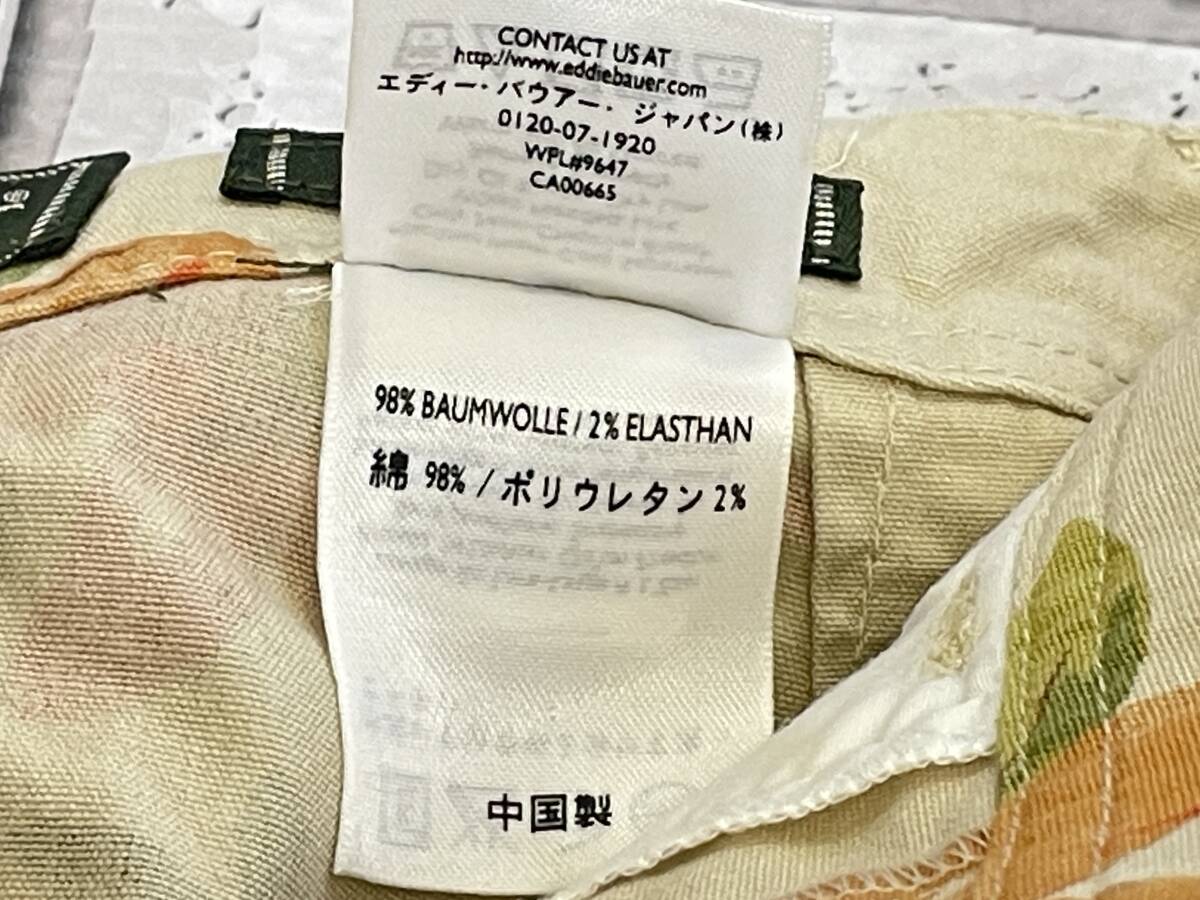 CONTACT US AT
http://www.eddiebauer.com
エディー・バウアー・ジャパン(株)
0120-07-1920
WPL#9647
CA00665
98% BAUMWOLLE / 2% ELASTHAN
綿 98% / ポリウレタン 2%
中国製